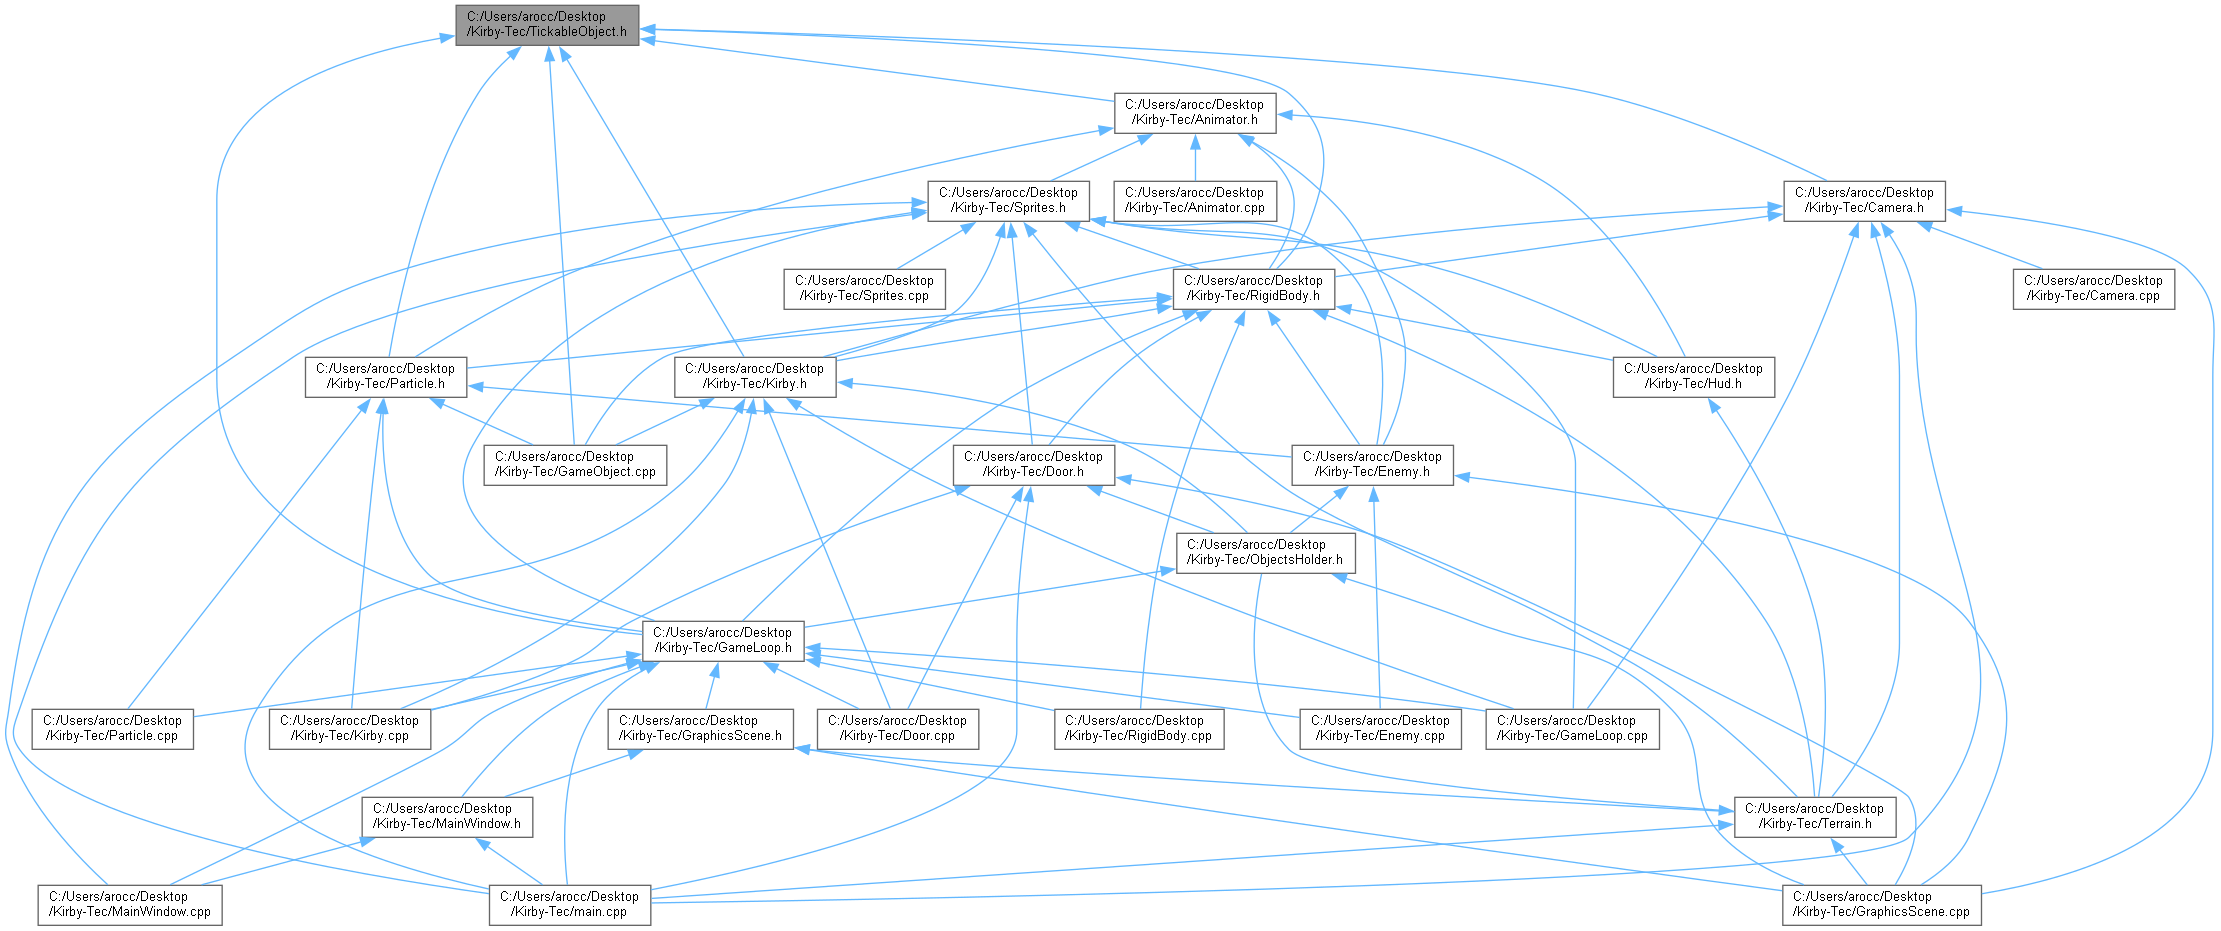 C:/Users/arocc/Desktop
/Kirby-Tec/TickableObject.h
C:/Users/arocc/Desktop
/Kirby-Tec/Animator.h
C:/Users/arocc/Desktop
/Kirby-Tec/Sprites.h
C:/Users/arocc/Desktop
/Kirby-Tec/Animator.cpp
C:/Users/arocc/Desktop
/Kirby-Tec/Camera.h
C:/Users/arocc/Desktop
/Kirby-Tec/Sprites.cpp
C:/Users/arocc/Desktop
/Kirby-Tec/RigidBody.h
C:/Users/arocc/Desktop
/Kirby-Tec/Camera.cpp
C:/Users/arocc/Desktop
/Kirby-Tec/Particle.h
C:/Users/arocc/Desktop
/Kirby-Tec/Kirby.h
C:/Users/arocc/Desktop
/Kirby-Tec/Hud.h
C:/Users/arocc/Desktop
/Kirby-Tec/GameObject.cpp
C:/Users/arocc/Desktop
/Kirby-Tec/Door.h
C:/Users/arocc/Desktop
/Kirby-Tec/Enemy.h
C:/Users/arocc/Desktop
/Kirby-Tec/ObjectsHolder.h
C:/Users/arocc/Desktop
/Kirby-Tec/GameLoop.h
C:/Users/arocc/Desktop
/Kirby-Tec/Particle.cpp
C:/Users/arocc/Desktop
/Kirby-Tec/Kirby.cpp
C:/Users/arocc/Desktop
/Kirby-Tec/GraphicsScene.h
C:/Users/arocc/Desktop
/Kirby-Tec/Door.cpp
C:/Users/arocc/Desktop
/Kirby-Tec/RigidBody.cpp
C:/Users/arocc/Desktop
/Kirby-Tec/Enemy.cpp
C:/Users/arocc/Desktop
/Kirby-Tec/GameLoop.cpp
C:/Users/arocc/Desktop
/Kirby-Tec/MainWindow.h
C:/Users/arocc/Desktop
/Kirby-Tec/Terrain.h
C:/Users/arocc/Desktop
/Kirby-Tec/MainWindow.cpp
C:/Users/arocc/Desktop
/Kirby-Tec/main.cpp
C:/Users/arocc/Desktop
/Kirby-Tec/GraphicsScene.cpp